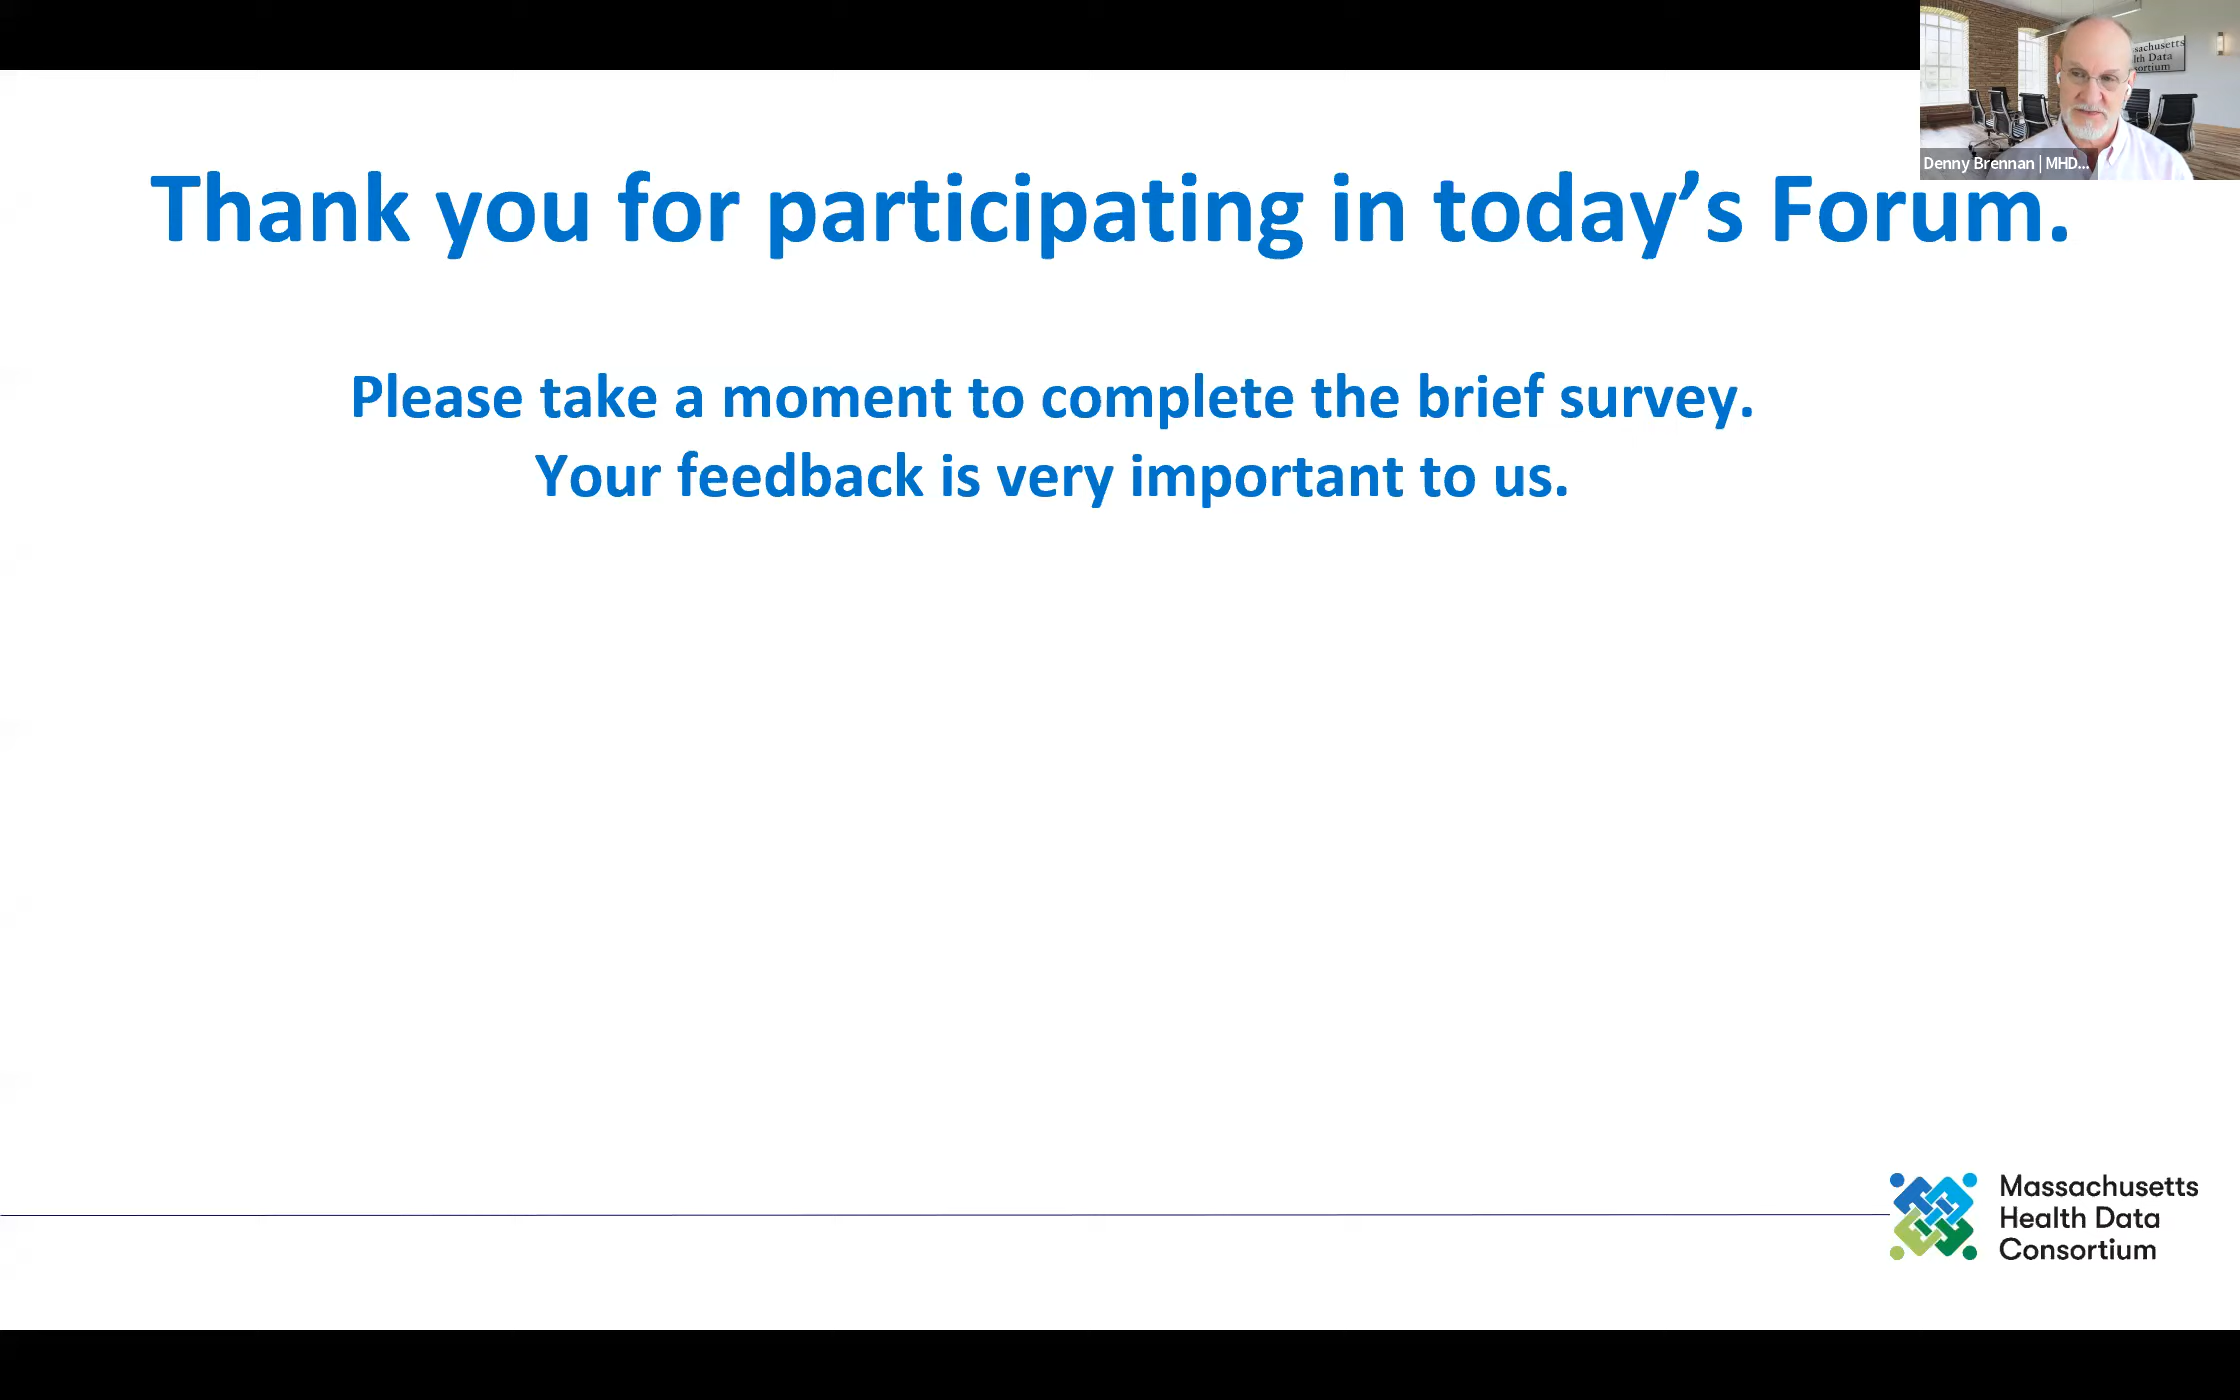 Thank you for participating in today’s Forum.
Please take a moment to complete the brief survey.
Your feedback is very important to us.
Denny Brennan | MHD...
Massachusetts
Health Data
Consortium